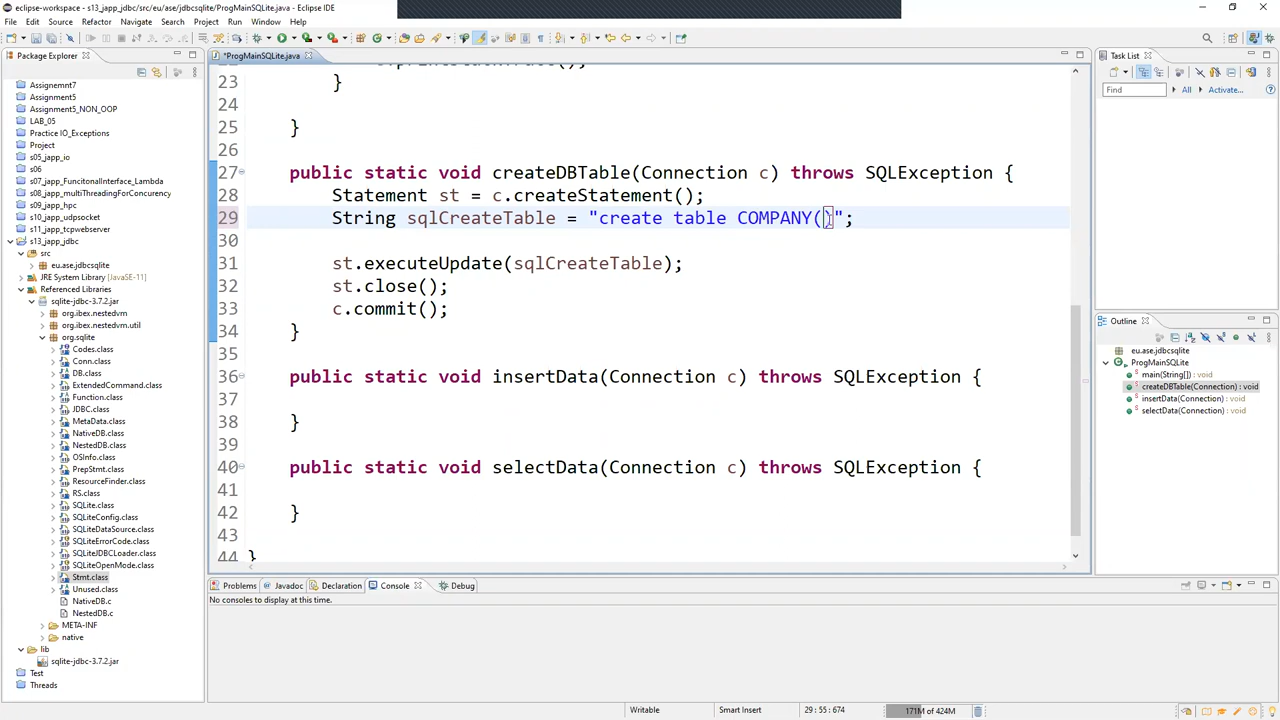 eclipse-workspace - s13_japp_jdbc/src/eu/ase/jdbcsqlite/ProgMainSQLite.java - Eclipse IDE
File Edit Source Refactor Navigate Search Project Run Window Help
Package Explorer
Assignemnt7
Assignment5
Assignment5_NON_OOP
LAB_05
Practice IO_Exceptions
Project
s05_japp_io
s06
s07_japp_FuncitonalInterface_Lambda
s08_japp_multiThreadingForConcurency
s09_japp_hpc
s10_japp_udpsocket
s11_japp_tcpwebserver
s13_japp_jdbc
src
eu.ase.jdbcsqlite
JRE System Library [JavaSE-11]
Referenced Libraries
sqlite-jdbc-3.7.2.jar
org.ibex.nestedvm
org.ibex.nestedvm.util
org.sqlite
Codes.class
Conn.class
DB.class
ExtendedCommand.class
Function.class
JDBC.class
MetaData.class
NativeDB.class
NestedDB.class
OSInfo.class
PrepStmt.class
ResourceFinder.class
RS.class
SQLite.class
SQLiteConfig.class
SQLiteDataSource.class
SQLiteErrorCode.class
SQLiteJDBCLoader.class
SQLiteOpenMode.class
Stmt.class
Unused.class
NativeDB.c
NestedDB.c
META-INF
native
lib
sqlite-jdbc-3.7.2.jar
Test
Threads
*ProgMainSQLite.java
23 }
24
25 }
26
27 public static void createDBTable(Connection c) throws SQLException {
28 Statement st = c.createStatement();
29 String sqlCreateTable = "create table COMPANY()";
30
31 st.executeUpdate(sqlCreateTable);
32 st.close();
33 c.commit();
34 }
35
36 public static void insertData(Connection c) throws SQLException {
37
38 }
39
40 public static void selectData(Connection c) throws SQLException {
41
42 }
43
44 }
Problems Javadoc Declaration Console Debug
No consoles to display at this time.
Task List
Find All Activate...
Outline
eu.ase.jdbcsqlite
ProgMainSQLite
main(String[]) : void
createDBTable(Connection) : void
insertData(Connection) : void
selectData(Connection) : void
Writable Smart Insert 29 : 55 : 674 171M of 424M